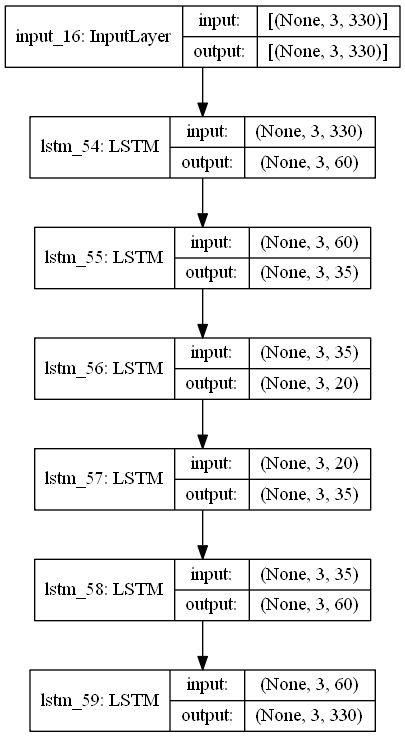 input_16: InputLayer
input: [(None, 3, 330)]
output: [(None, 3, 330)]
lstm_54: LSTM
input: (None, 3, 330)
output: (None, 3, 60)
lstm_55: LSTM
input: (None, 3, 60)
output: (None, 3, 35)
lstm_56: LSTM
input: (None, 3, 35)
output: (None, 3, 20)
lstm_57: LSTM
input: (None, 3, 20)
output: (None, 3, 35)
lstm_58: LSTM
input: (None, 3, 35)
output: (None, 3, 60)
lstm_59: LSTM
input: (None, 3, 60)
output: (None, 3, 330)